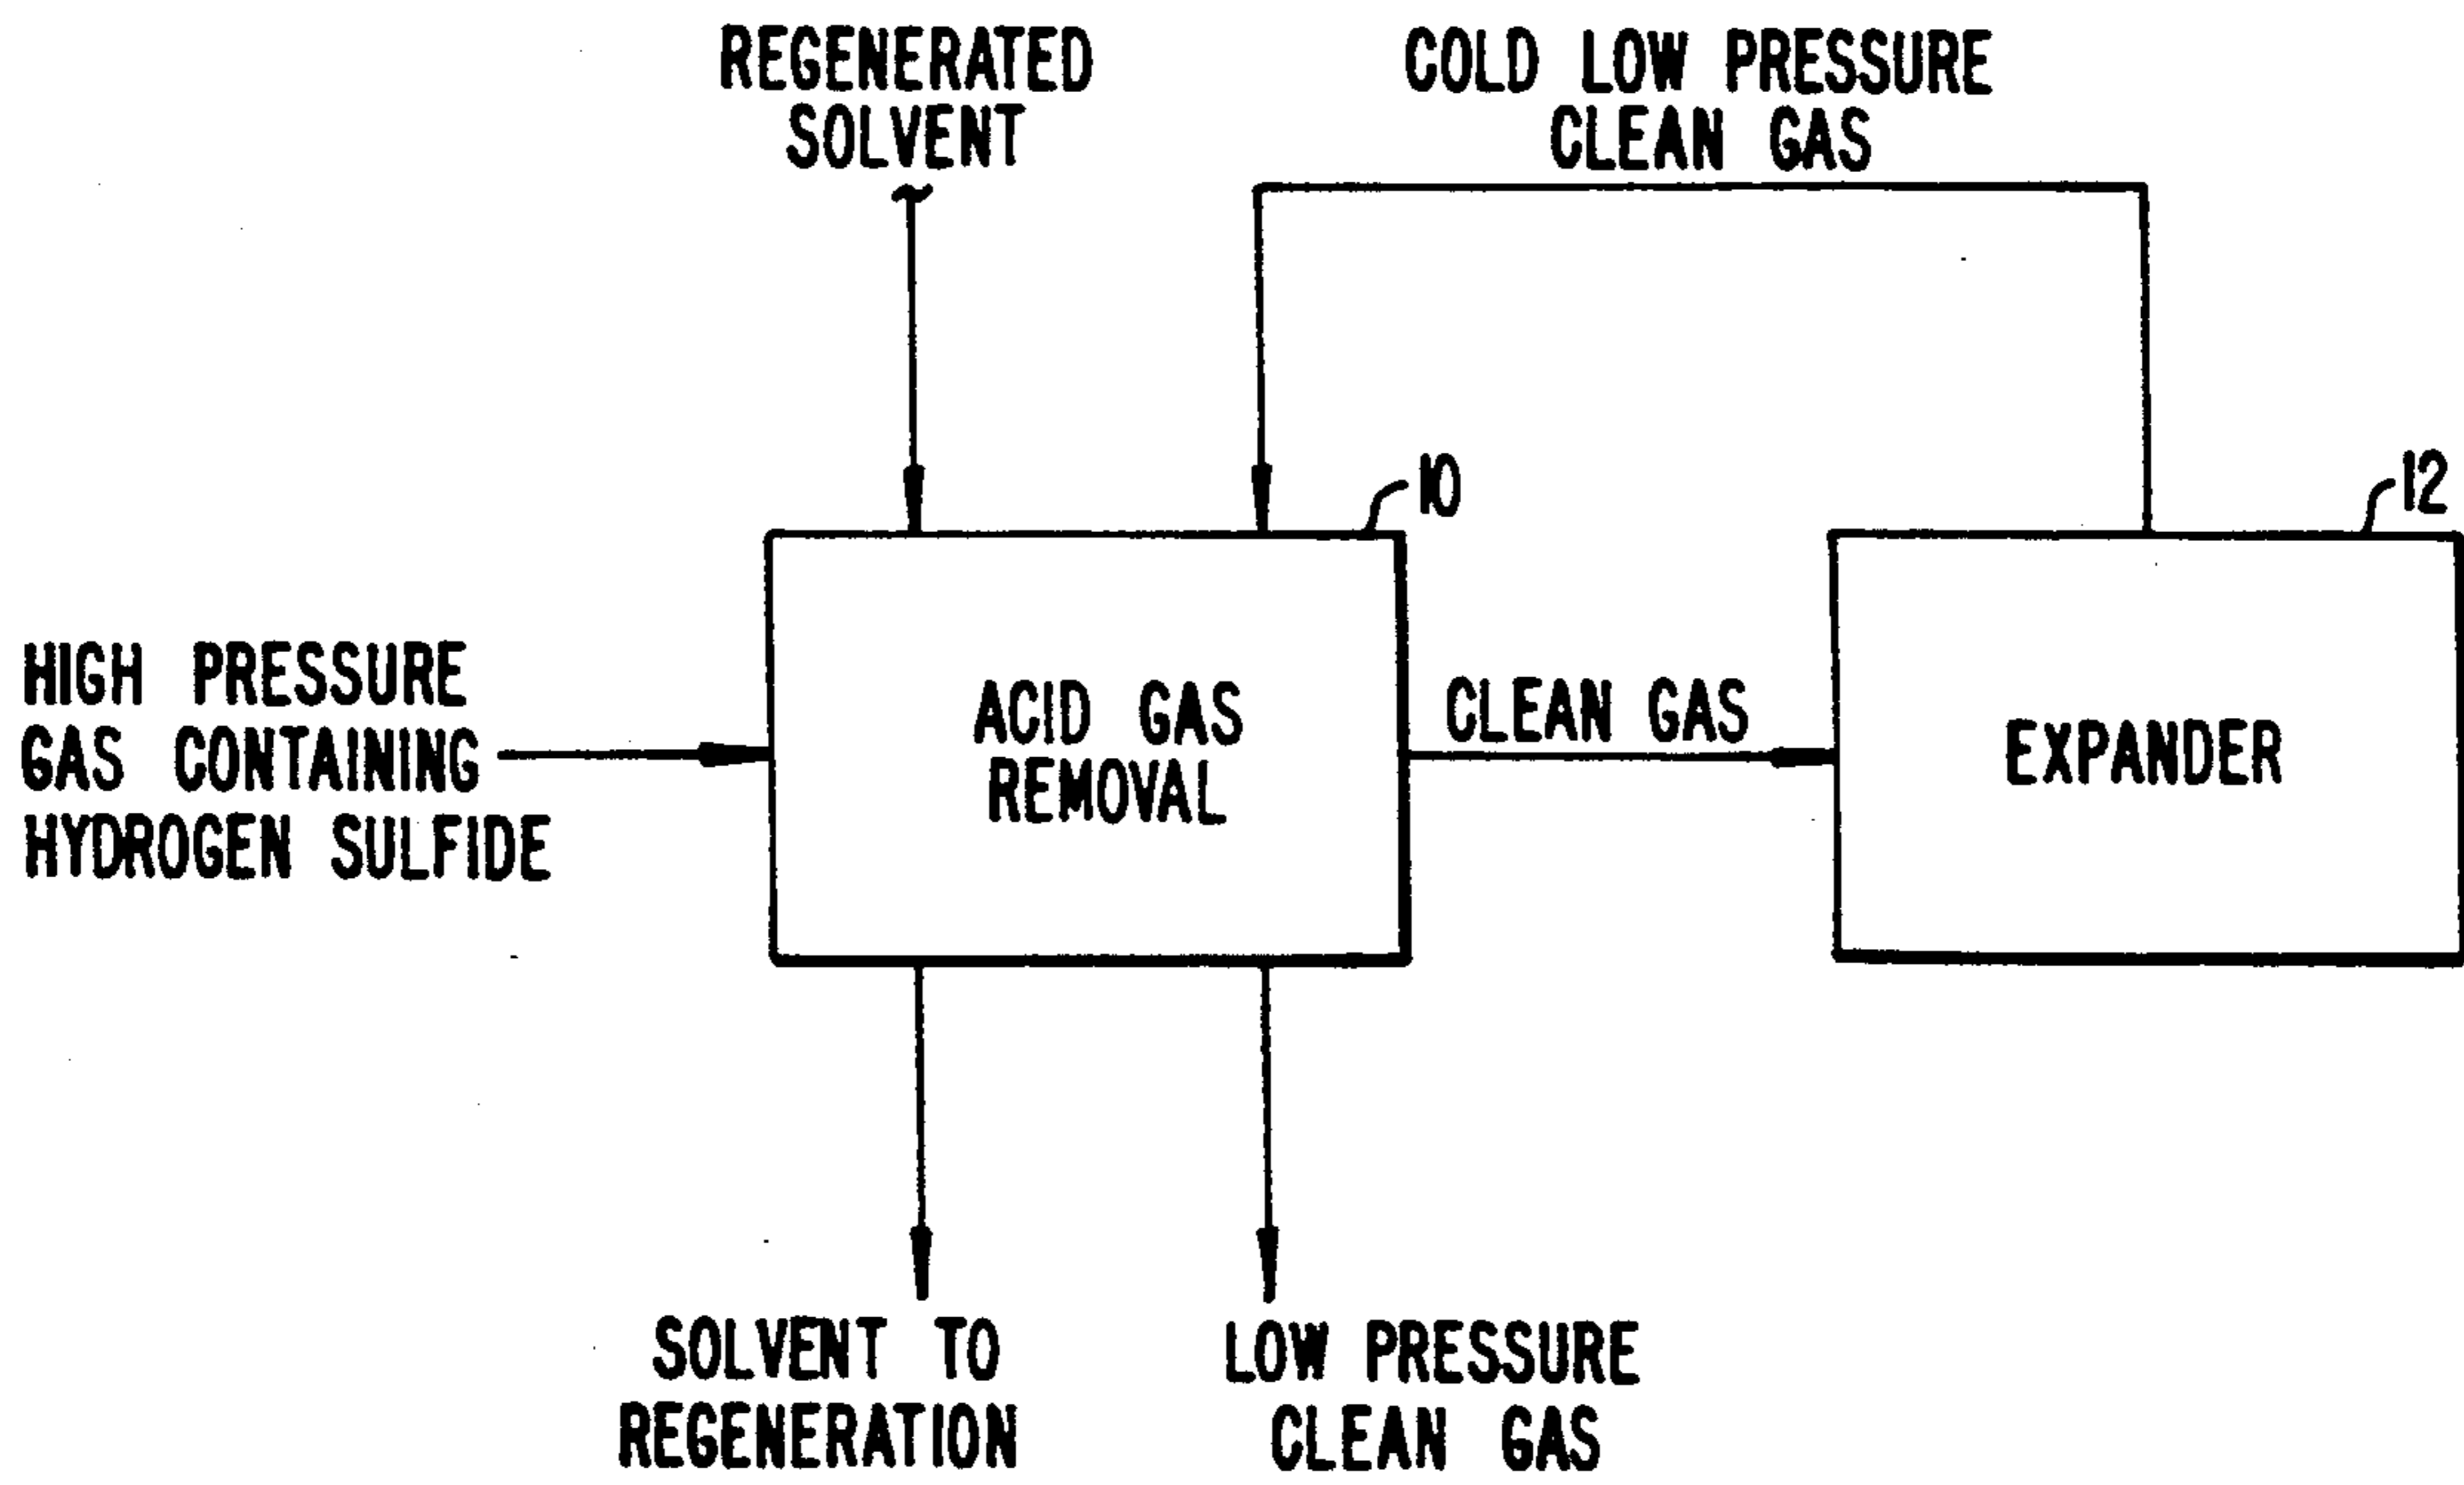 REGENERATED
SOLVENT
COLD LOW PRESSURE
CLEAN GAS
10
12
HIGH PRESSURE
GAS CONTAINING
HYDROGEN SULFIDE
ACID GAS
REMOVAL
CLEAN GAS
EXPANDER
SOLVENT TO
REGENERATION
LOW PRESSURE
CLEAN GAS